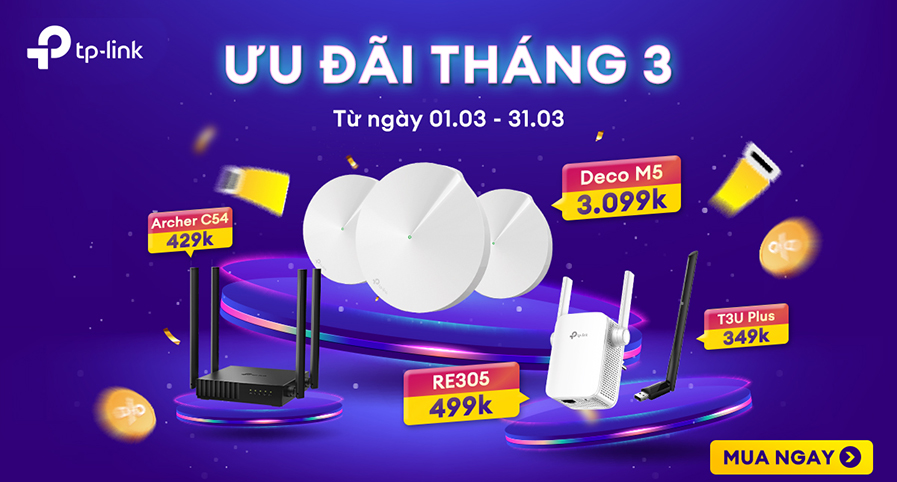 tp-link
ƯU ĐÃI THÁNG 3
Từ ngày 01.03 - 31.03
Deco M5
3.099k
Archer C54
429k
T3U Plus
349k
RE305
499k
MUA NGAY